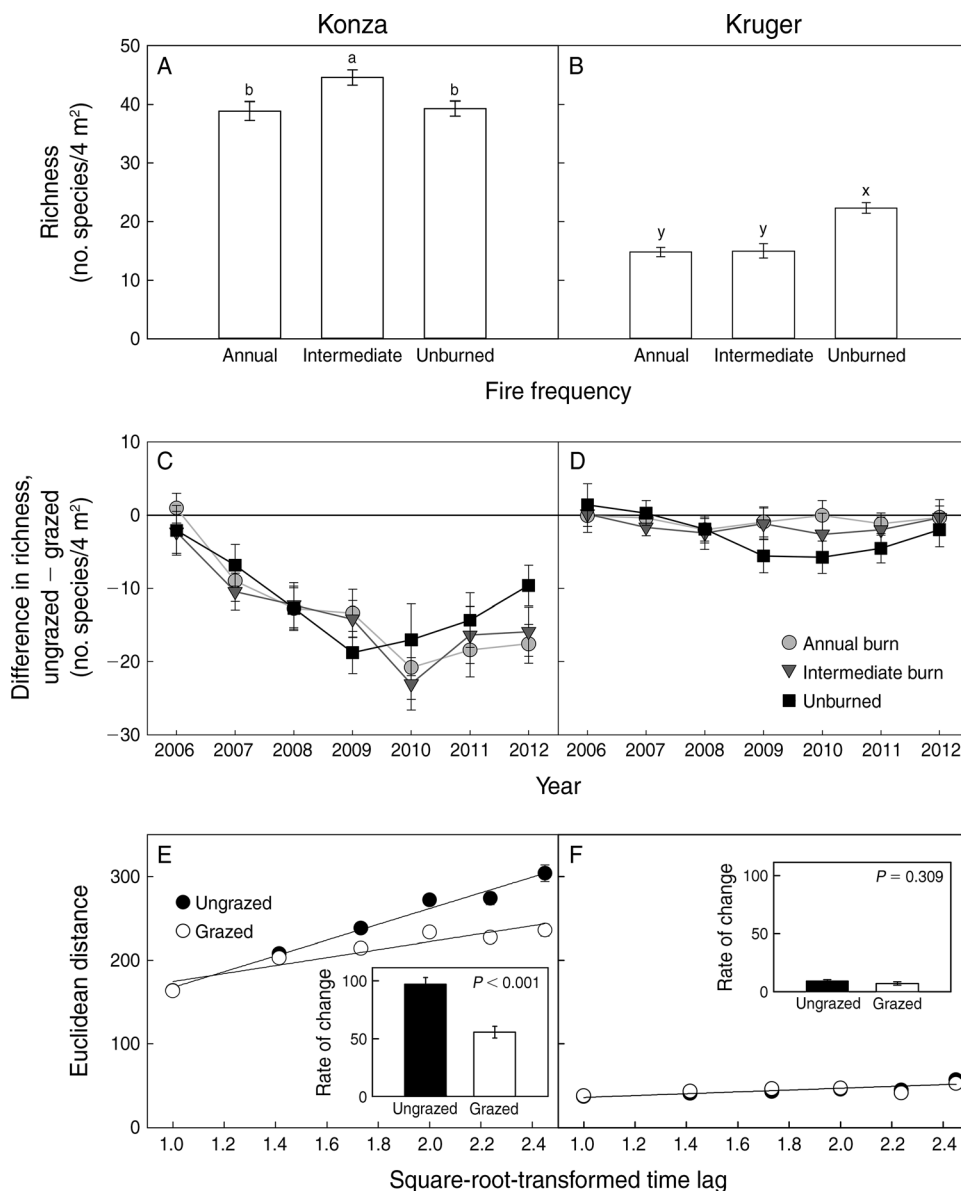 Konza
Kruger
Richness
(no. species/4 m²)
50
40
30
20
10
0
A
b
a
b
Annual
Intermediate
Unburned
B
y
y
x
Annual
Intermediate
Unburned
Fire frequency
Difference in richness,
ungrazed – grazed
(no. species/4 m²)
10
0
−10
−20
−30
C
2006
2007
2008
2009
2010
2011
2012
D
Annual burn
Intermediate burn
Unburned
2006
2007
2008
2009
2010
2011
2012
Year
Euclidean distance
300
200
100
0
E
Ungrazed
Grazed
Rate of change
100
50
0
P < 0.001
Ungrazed
Grazed
1.0
1.2
1.4
1.6
1.8
2.0
2.2
2.4
F
Rate of change
100
50
0
P = 0.309
Ungrazed
Grazed
1.0
1.2
1.4
1.6
1.8
2.0
2.2
2.4
Square-root-transformed time lag